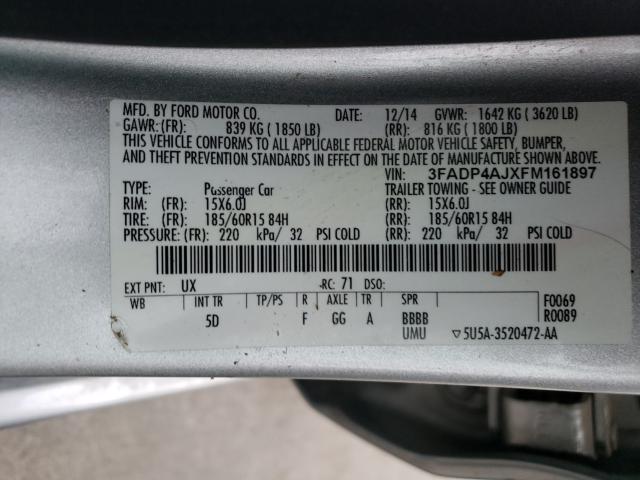 MFD. BY FORD MOTOR CO. DATE: 12/14 GVWR: 1642 KG ( 3620 LB)
GAWR: (FR): 839 KG ( 1850 LB) (RR): 816 KG ( 1800 LB)
THIS VEHICLE CONFORMS TO ALL APPLICABLE FEDERAL MOTOR VEHICLE SAFETY, BUMPER,
AND THEFT PREVENTION STANDARDS IN EFFECT ON THE DATE OF MANUFACTURE SHOWN ABOVE.
VIN: 3FADP4AJXFM161897
TYPE: Passenger Car TRAILER TOWING - SEE OWNER GUIDE
RIM: (FR): 15X6.0J (RR): 15X6.0J
TIRE: (FR): 185/60R15 84H (RR): 185/60R15 84H
PRESSURE: (FR): 220 kPa/ 32 PSI COLD (RR): 220 kPa/ 32 PSI COLD
EXT PNT: UX RC: 71 DSO:
WB INT TR TP/PS R AXLE TR SPR F0069
5D F GG A BBBB R0089
UMU ▽5U5A-3520472-AA